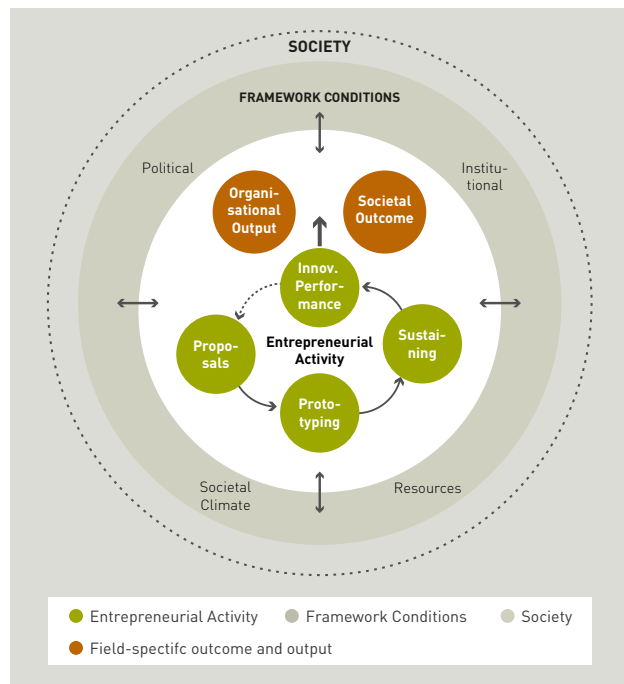 SOCIETY
FRAMEWORK CONDITIONS
Political
Institu-
tional
Organi-
sational
Output
Societal
Outcome
Innov.
Perfor-
mance
Entrepreneurial
Activity
Propo-
sals
Sustai-
ning
Proto-
typing
Societal
Climate
Resources
Entrepreneurial Activity
Framework Conditions
Society
Field-specifc outcome and output